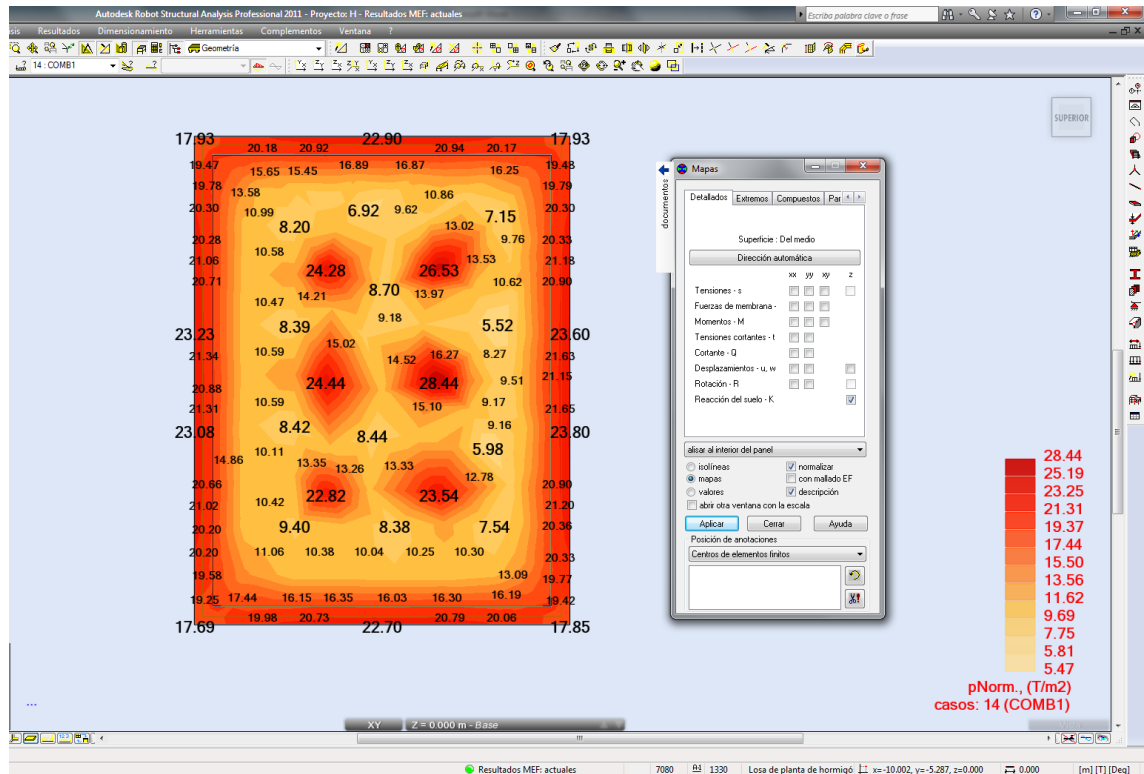 Autodesk Robot Structural Analysis Professional 2011 - Proyecto: H - Resultados MEF: actuales
Escriba palabra clave o frase
Resultados Dimensionamiento Herramientas Complementos Ventana ?
Geometría
14 : COMB1
SUPERIOR
17.93 22.90 17.93
20.18 20.92 20.94 20.17
19.47 15.65 15.45 16.89 16.87 16.25 19.48
19.78 13.58 10.86 19.79
20.30 10.99 8.20 6.92 9.62 13.02 7.15 20.30
20.28 10.58 9.76 20.33
21.06 24.28 26.53 13.53 21.18
20.71 10.47 14.21 8.70 13.97 10.62 20.90
23.23 8.39 9.18 5.52 23.60
21.34 10.59 15.02 14.52 16.27 8.27 21.63
20.88 24.44 28.44 9.51 21.15
21.31 10.59 15.10 9.17 21.65
23.08 8.42 8.44 9.16 23.80
14.86 10.11 13.35 13.26 13.33 5.98
20.66 12.78 20.90
21.02 10.42 22.82 23.54 21.20
20.20 9.40 8.38 7.54 20.36
20.20 11.06 10.38 10.04 10.25 10.30 20.33
19.58 13.09 19.77
19.25 17.44 16.15 16.35 16.03 16.30 16.19 19.42
19.98 20.73 20.79 20.06
17.69 22.70 17.85
documentos
Mapas
Detallados Extremos Compuestos Par
Superficie : Del medio
Dirección automática
xx yy xy z
Tensiones - s
Fuerzas de membrana -
Momentos - M
Tensiones cortantes - t
Cortante - Q
Desplazamientos - u, w
Rotación - R
Reacción del suelo - K
alisar al interior del panel
isolíneas normalizar
mapas con mallado EF
valores descripción
abrir otra ventana con la escala
Aplicar Cerrar Ayuda
Posición de anotaciones
Centros de elementos finitos
28.44
25.19
23.25
21.31
19.37
17.44
15.50
13.56
11.62
9.69
7.75
5.81
5.47
pNorm., (T/m2)
casos: 14 (COMB1)
...
XY Z = 0.000 m - Base
Resultados MEF: actuales 7080 1330 Losa de planta de hormigó x=-10.002, y=-5.287, z=0.000 0.000 [m] [T] [Deg]